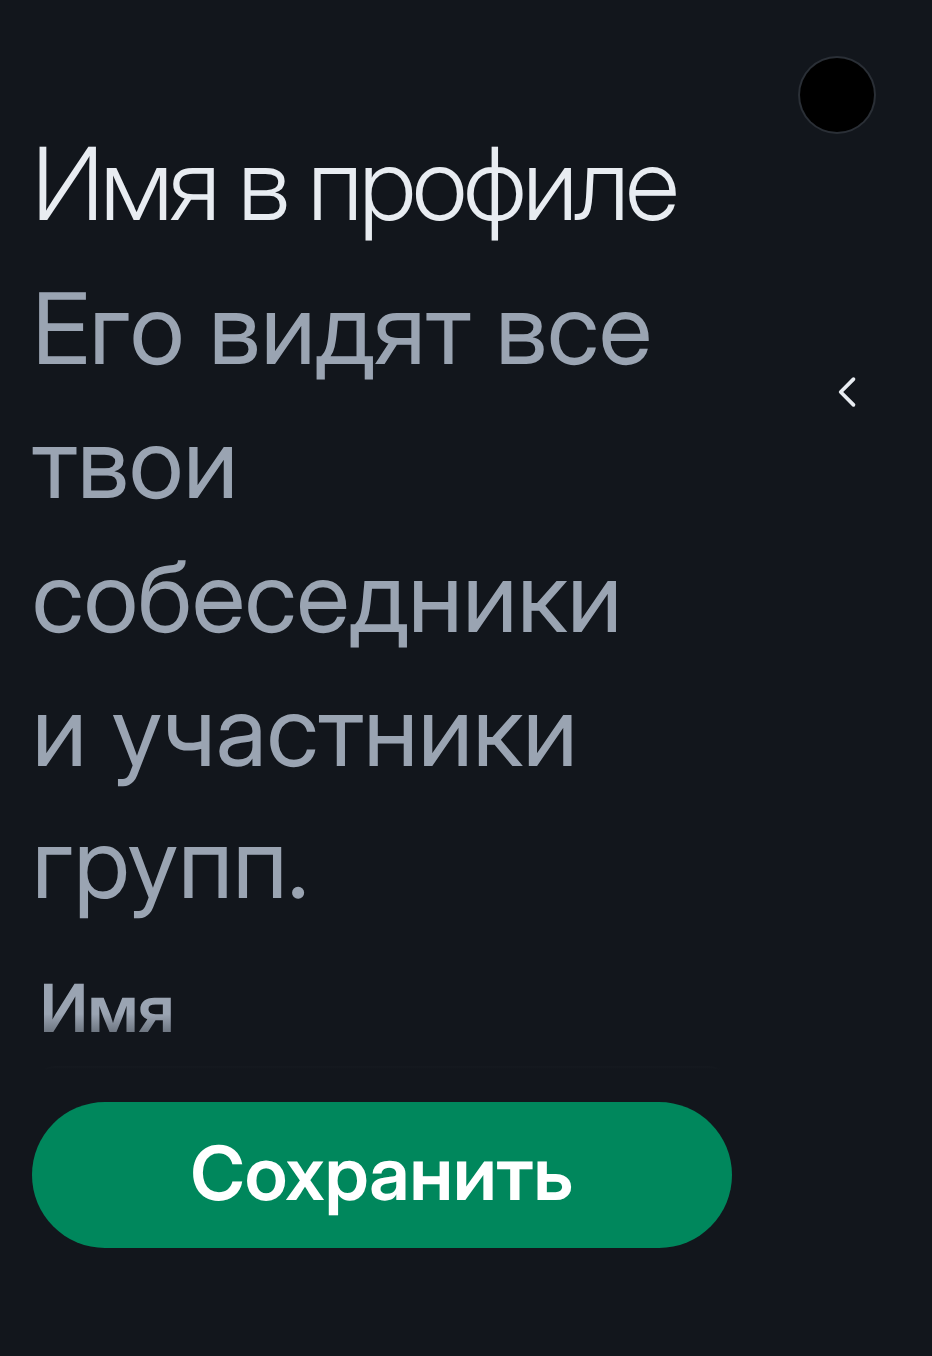 Имя в профиле
Его видят все
твои
собеседники
и участники
групп.
Имя
Сохранить